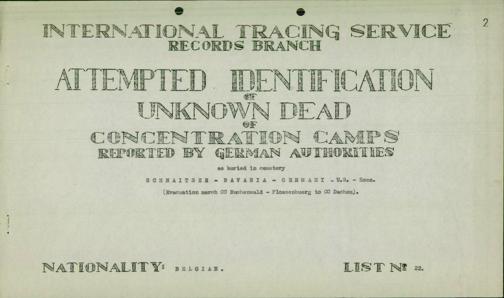 2
INTERNATIONAL TRACING SERVICE
RECORDS BRANCH
ATTEMPTED IDENTIFICATION
OF
UNKNOWN DEAD
OF
CONCENTRATION CAMPS
REPORTED BY GERMAN AUTHORITIES
as buried in cemetery
SCHNAITSEE - BAVARIA - GERMANY . U.S. - Zone.
(Evacuation march CC Buchenwald - Flossenbuerg to CC Dachau).
NATIONALITY: BELGIAN. LIST Nº 22.